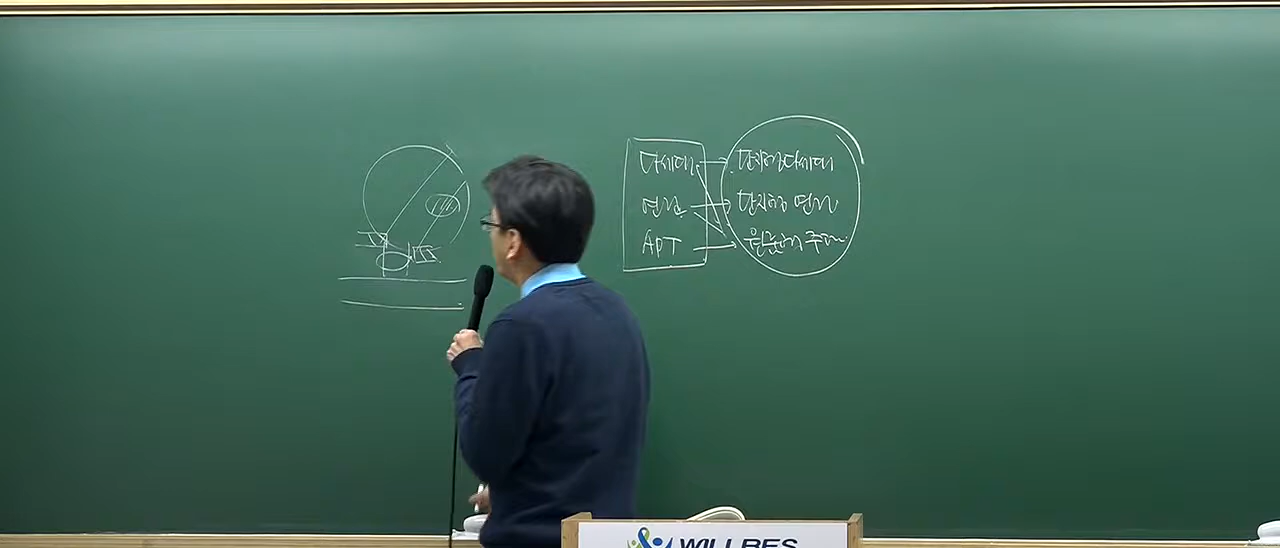 다세대 → 단지형 다세대
연립 → 단지형 연립
APT → 원룸형 주택
WILLBES